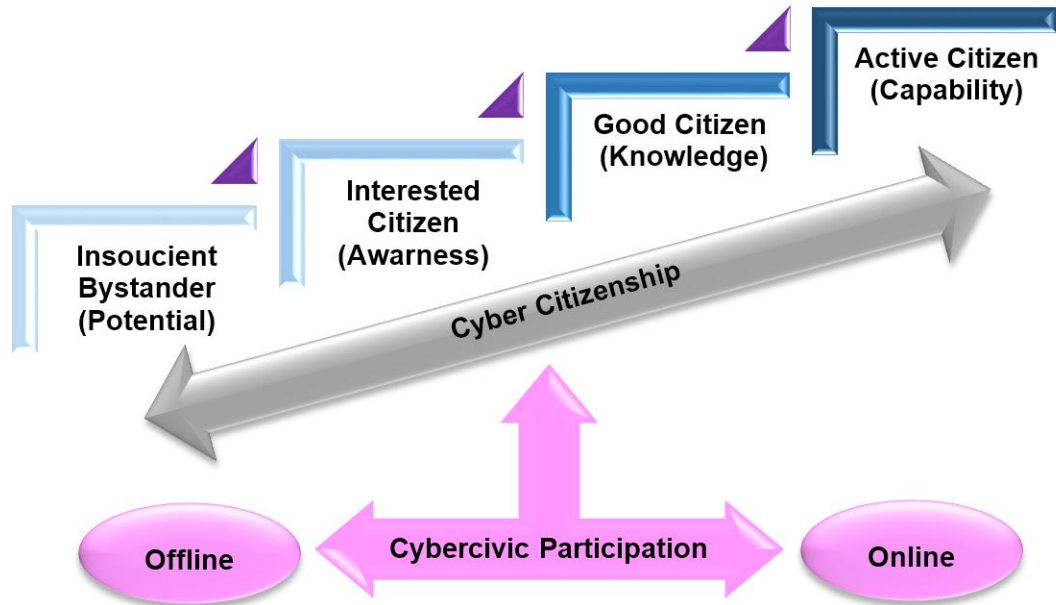 Active Citizen
(Capability)
Good Citizen
(Knowledge)
Interested
Citizen
(Awarness)
Insoucient
Bystander
(Potential)
Cyber Citizenship
Offline
Cybercivic Participation
Online